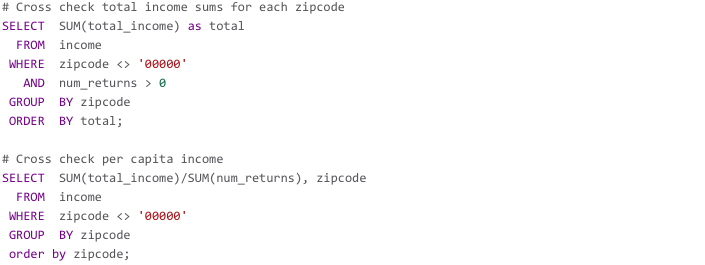 # Cross check total income sums for each zipcode
SELECT  SUM(total_income) as total
  FROM  income
 WHERE  zipcode <> '00000'
   AND  num_returns > 0
 GROUP  BY zipcode
 ORDER  BY total;

# Cross check per capita income
SELECT  SUM(total_income)/SUM(num_returns), zipcode
  FROM  income
 WHERE  zipcode <> '00000'
 GROUP  BY zipcode
 order by zipcode;